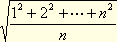 √((1² + 2² + ⋯ + n²)/n)